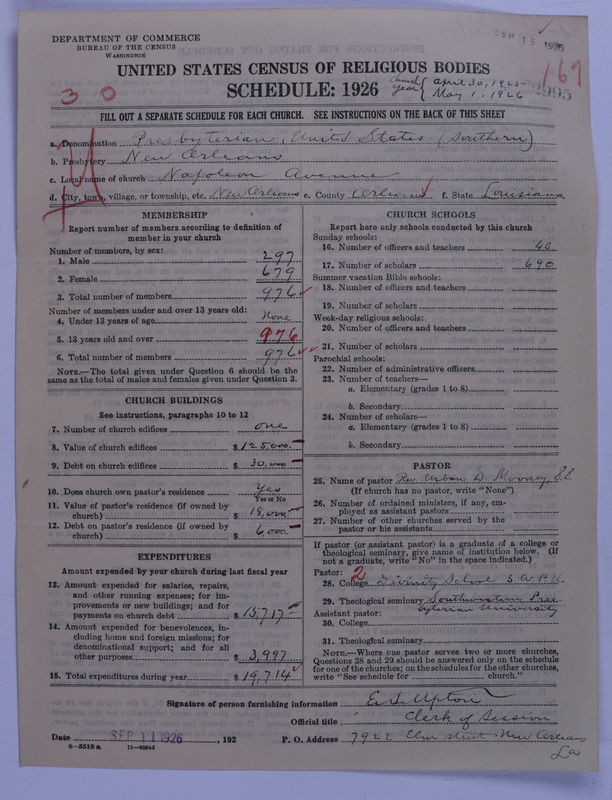 DEPARTMENT OF COMMERCE
BUREAU OF THE CENSUS
WASHINGTON
SEP 15 1926
UNITED STATES CENSUS OF RELIGIOUS BODIES
SCHEDULE: 1926
Church year { April 30, 1925- May 1, 1926
167
3 0
FILL OUT A SEPARATE SCHEDULE FOR EACH CHURCH. SEE INSTRUCTIONS ON THE BACK OF THIS SHEET
a. Denomination Presbyterian, United States (Southern)
b. Presbytery New Orleans
c. Local name of church Napoleon Avenue
d. City, town, village, or township, etc. New Orleans e. County Orleans f. State Louisiana
MEMBERSHIP
Report number of members according to definition of member in your church
Number of members, by sex:
1. Male 297
2. Female 679
3. Total number of members 976
Number of members under and over 13 years old:
4. Under 13 years of age None
5. 13 years old and over 976
6. Total number of members 976
NOTE.—The total given under Question 6 should be the same as the total of males and females given under Question 3.
CHURCH BUILDINGS
See instructions, paragraphs 10 to 12
7. Number of church edifices one
8. Value of church edifices $125,000.
9. Debt on church edifices $30,000
10. Does church own pastor's residence Yes
Yes or No
11. Value of pastor's residence (if owned by church) $18,000
12. Debt on pastor's residence (if owned by church) $6,000.
EXPENDITURES
Amount expended by your church during last fiscal year
13. Amount expended for salaries, repairs, and other running expenses; for improvements or new buildings; and for payments on church debt $15,717
14. Amount expended for benevolences, including home and foreign missions; for denominational support; and for all other purposes $3,997
15. Total expenditures during year $19,714
CHURCH SCHOOLS
Report here only schools conducted by this church
Sunday schools:
16. Number of officers and teachers 40
17. Number of scholars 690
Summer vacation Bible schools:
18. Number of officers and teachers
19. Number of scholars
Week-day religious schools:
20. Number of officers and teachers
21. Number of scholars
Parochial schools:
22. Number of administrative officers
23. Number of teachers—
a. Elementary (grades 1 to 8)
b. Secondary
24. Number of scholars—
a. Elementary (grades 1 to 8)
b. Secondary
PASTOR
25. Name of pastor Rev. Urban D. Mooney, D.D.
(If church has no pastor, write "None")
26. Number of ordained ministers, if any, employed as assistant pastors
27. Number of other churches served by the pastor or his assistants
If pastor (or assistant pastor) is a graduate of a college or theological seminary, give name of institution below. (If not a graduate, write "No" in the space indicated.)
Pastor: 2
28. College Divinity School S.W.P.U.
29. Theological seminary Southwestern Presbyterian University
Assistant pastor:
30. College
31. Theological seminary
NOTE.—Where one pastor serves two or more churches, Questions 28 and 29 should be answered only on the schedule for one of the churches; on the schedules for the other churches, write "See schedule for church."
Signature of person furnishing information E. S. Upton
Official title Clerk of Session
Date SEP 11 1926, 192 P. O. Address 7922 Elm Street New Orleans
La
8—5516 a